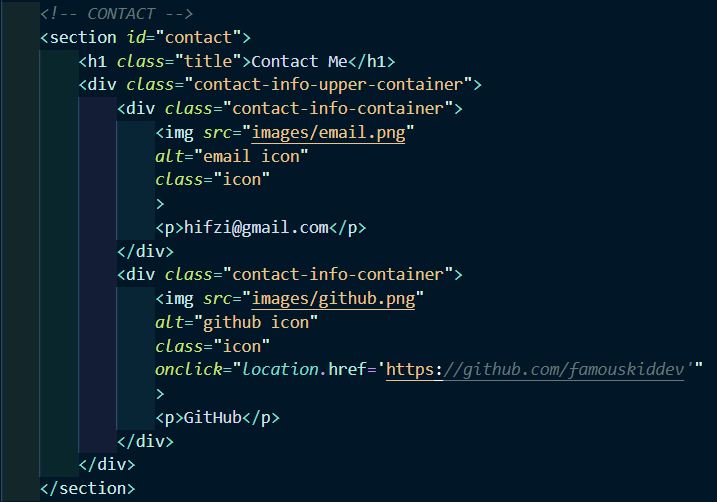 <!-- CONTACT -->
<section id="contact">
<h1 class="title">Contact Me</h1>
<div class="contact-info-upper-container">
<div class="contact-info-container">
<img src="images/email.png"
alt="email icon"
class="icon"
>
<p>hifzi@gmail.com</p>
</div>
<div class="contact-info-container">
<img src="images/github.png"
alt="github icon"
class="icon"
onclick="location.href='https://github.com/famouskiddev'"
>
<p>GitHub</p>
</div>
</div>
</section>